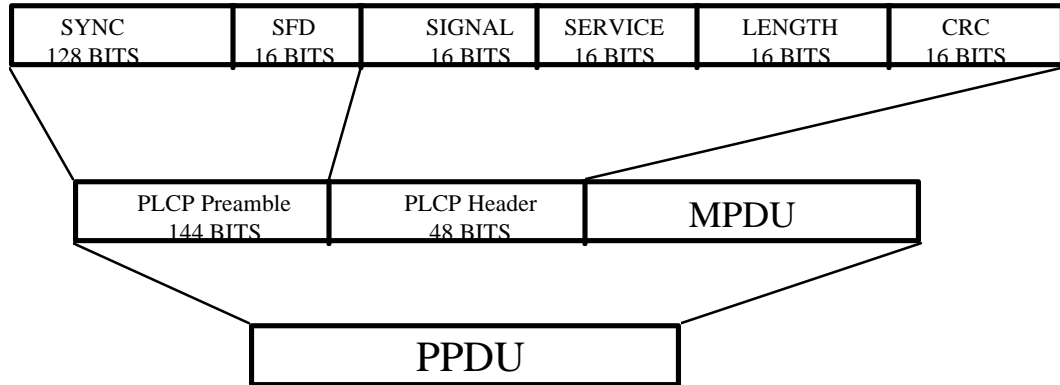 SYNC SFD SIGNAL SERVICE LENGTH CRC
128 BITS 16 BITS 16 BITS 16 BITS 16 BITS 16 BITS
PLCP Preamble PLCP Header MPDU
144 BITS 48 BITS
PPDU